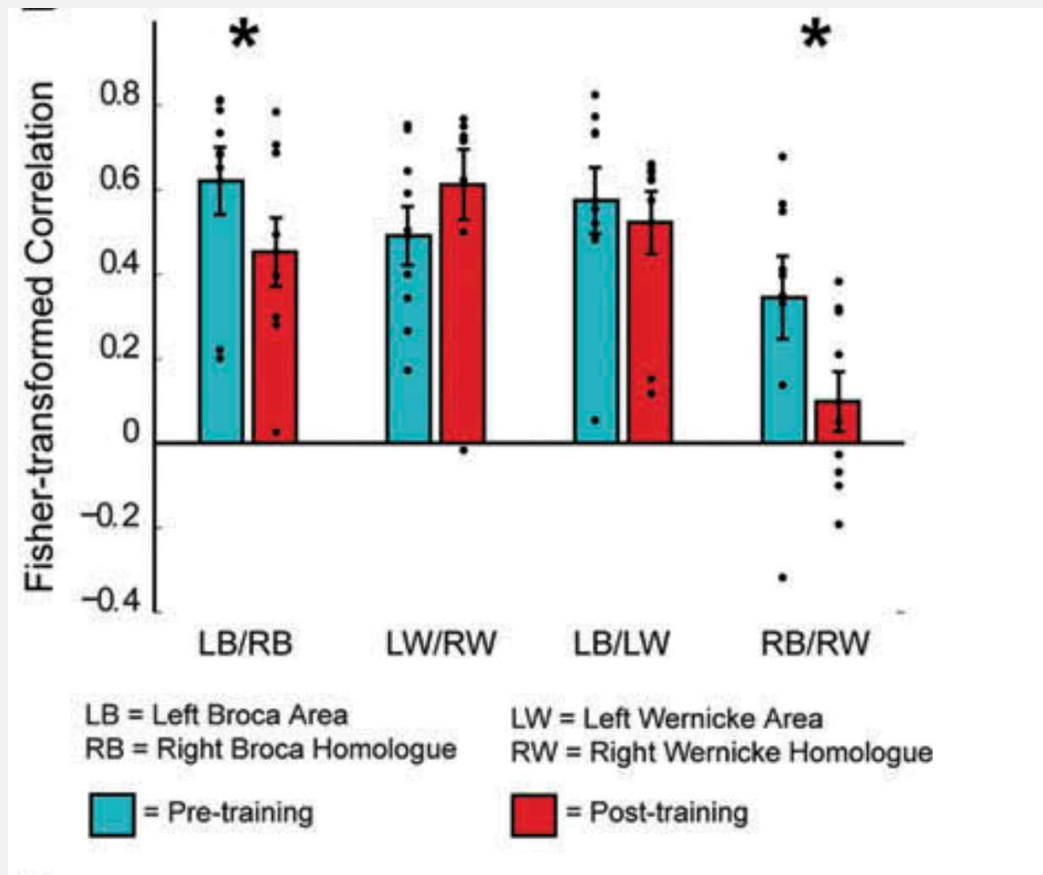 *
*
Fisher-transformed Correlation
0.8
0.6
0.4
0.2
0
−0.2
−0.4
LB/RB
LW/RW
LB/LW
RB/RW
LB = Left Broca Area
RB = Right Broca Homologue
LW = Left Wernicke Area
RW = Right Wernicke Homologue
= Pre-training
= Post-training